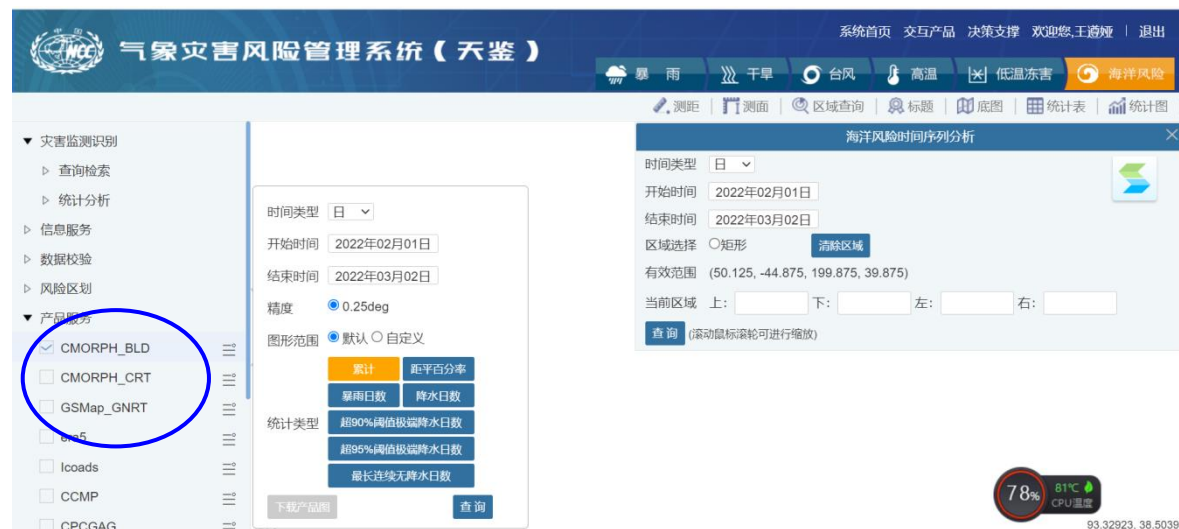 系统首页 交互产品 决策支撑 欢迎您,王遵娅 | 退出
NCC
气象灾害风险管理系统(天鉴)
暴 雨 干旱 台风 高温 低温冻害 海洋风险
测距 | 测面 | 区域查询 | 标题 | 底图 | 统计表 | 统计图
▼ 灾害监测识别
▷ 查询检索
▷ 统计分析
▷ 信息服务
▷ 数据校验
▷ 风险区划
▼ 产品服务
CMORPH_BLD
CMORPH_CRT
GSMap_GNRT
era5
Icoads
CCMP
CPCGAG
时间类型 日
开始时间 2022年02月01日
结束时间 2022年03月02日
精度 0.25deg
图形范围 默认 自定义
统计类型
累计 距平百分率
暴雨日数 降水日数
超90%阈值极端降水日数
超95%阈值极端降水日数
最长连续无降水日数
下载产品图 查 询
海洋风险时间序列分析
时间类型 日
开始时间 2022年02月01日
结束时间 2022年03月02日
区域选择 矩形 清除区域
有效范围 (50.125, -44.875, 199.875, 39.875)
当前区域 上: 下: 左: 右:
查 询 (滚动鼠标滚轮可进行缩放)
78% 81℃
CPU温度
93.32923, 38.5039